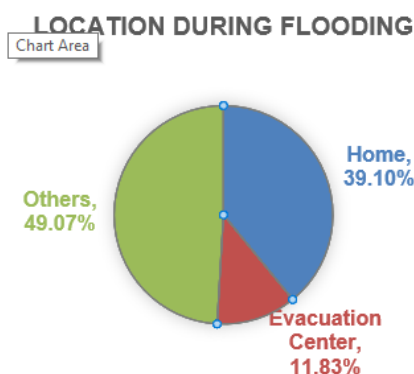 LOCATION DURING FLOODING
Chart Area
Home,
39.10%
Others,
49.07%
Evacuation
Center,
11.83%